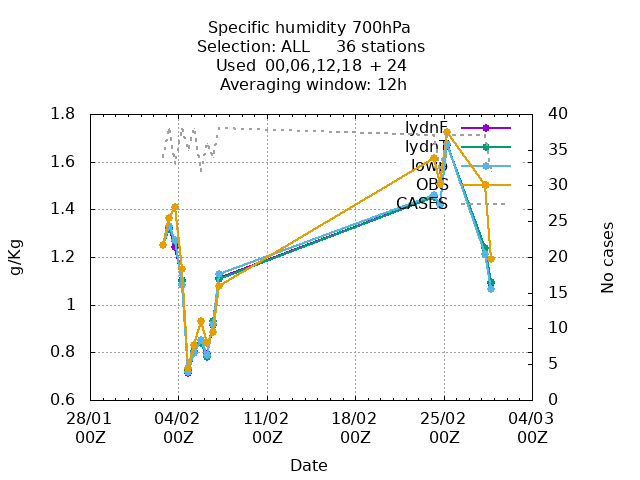 Specific humidity 700hPa
Selection: ALL 36 stations
Used 00,06,12,18 + 24
Averaging window: 12h
1.8
1.6
1.4
1.2
1
0.8
0.6
40
35
30
25
20
15
10
5
0
g/Kg
No cases
lydnF
lydnT
lowp
OBS
CASES
28/01 00Z
04/02 00Z
11/02 00Z
18/02 00Z
25/02 00Z
04/03 00Z
Date